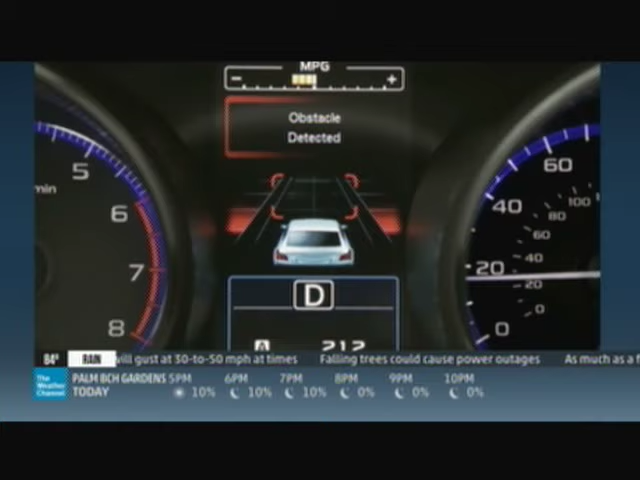 MPG
- +
Obstacle
Detected
5
min
6
7
8
60
40
20
0
100
80
60
40
20
0
D
A 212
84° RAIN will gust at 30-to-50 mph at times Falling trees could cause power outages As much as a f
The
Weather
Channel
PALM BCH GARDENS 5PM 6PM 7PM 8PM 9PM 10PM
TODAY 10% 10% 10% 0% 0% 0%